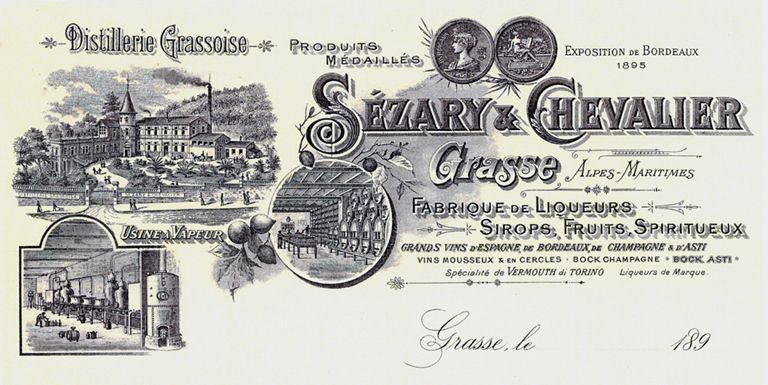 Distillerie Grassoise
Produits
Médaillés
Exposition de Bordeaux
1895
Sézary & Chevalier
Grasse
Alpes-Maritimes
Fabrique de Liqueurs
Sirops, Fruits, Spiritueux
Usine à Vapeur
Grands Vins d'Espagne, de Bordeaux, de Champagne & d'Asti
Vins Mousseux & en Cercles - Bock Champagne * Bock Asti *
Spécialité de Vermouth di Torino Liqueurs de Marque.
Grasse, le 189